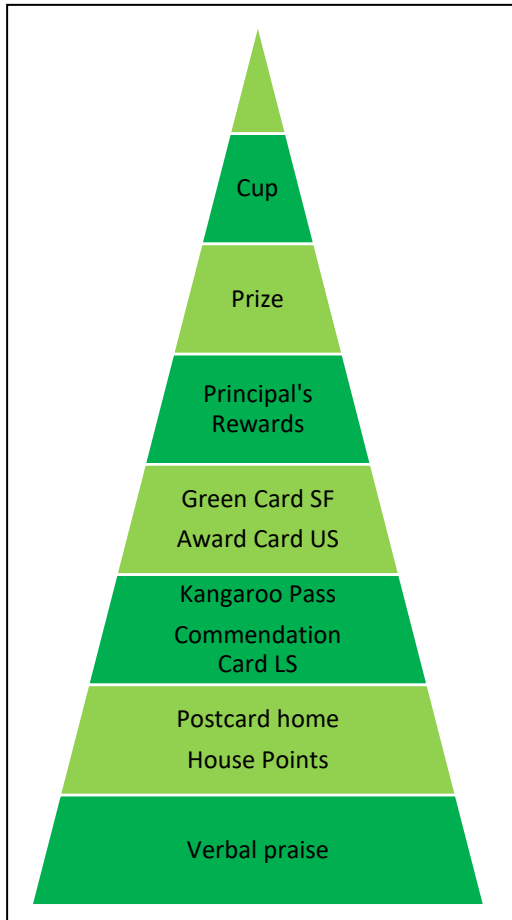 Cup
Prize
Principal's
Rewards
Green Card SF
Award Card US
Kangaroo Pass
Commendation
Card LS
Postcard home
House Points
Verbal praise